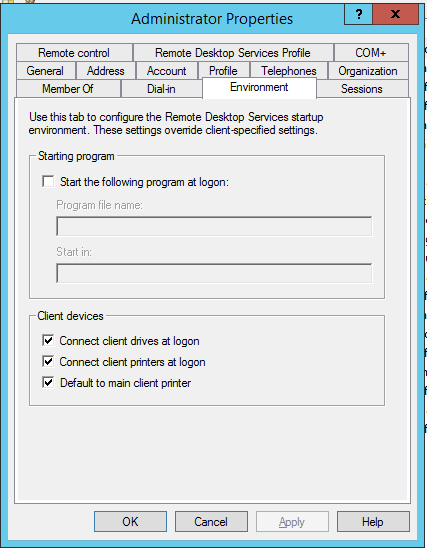 Administrator Properties
? x
Remote control Remote Desktop Services Profile COM+
General Address Account Profile Telephones Organization
Member Of Dial-in Environment Sessions
Use this tab to configure the Remote Desktop Services startup
environment. These settings override client-specified settings.
Starting program
Start the following program at logon:
Program file name:
Start in:
Client devices
Connect client drives at logon
Connect client printers at logon
Default to main client printer
OK Cancel Apply Help